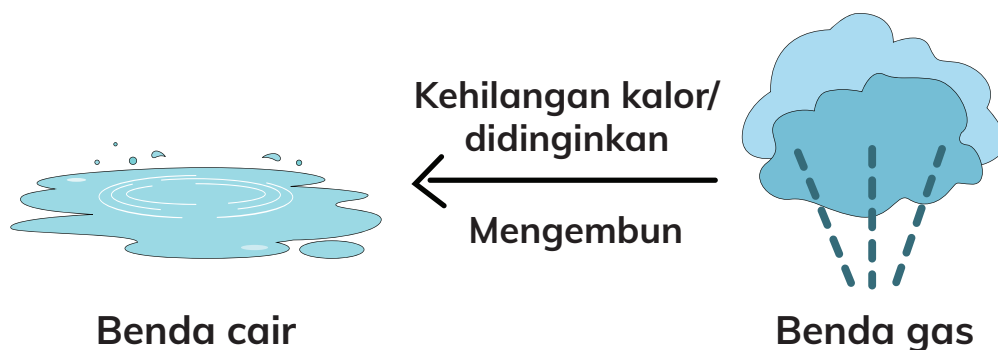 Kehilangan kalor/
didinginkan
Mengembun
Benda cair
Benda gas